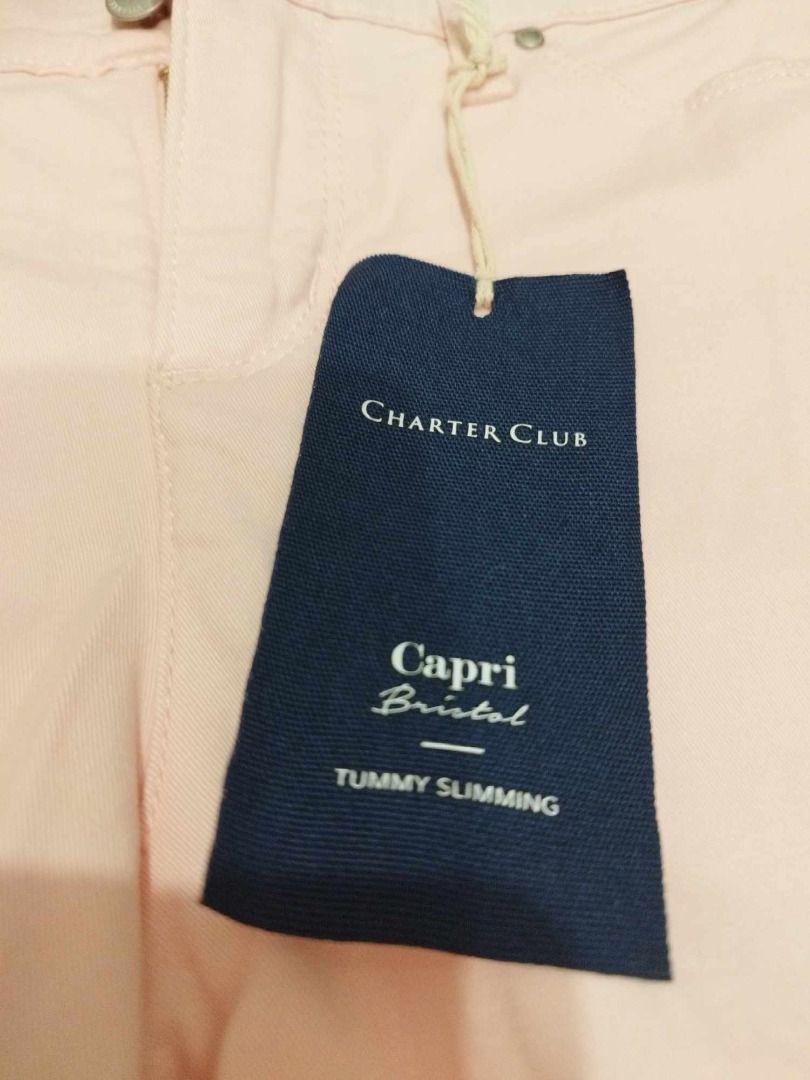 CHARTER CLUB
Capri
Bristol
TUMMY SLIMMING